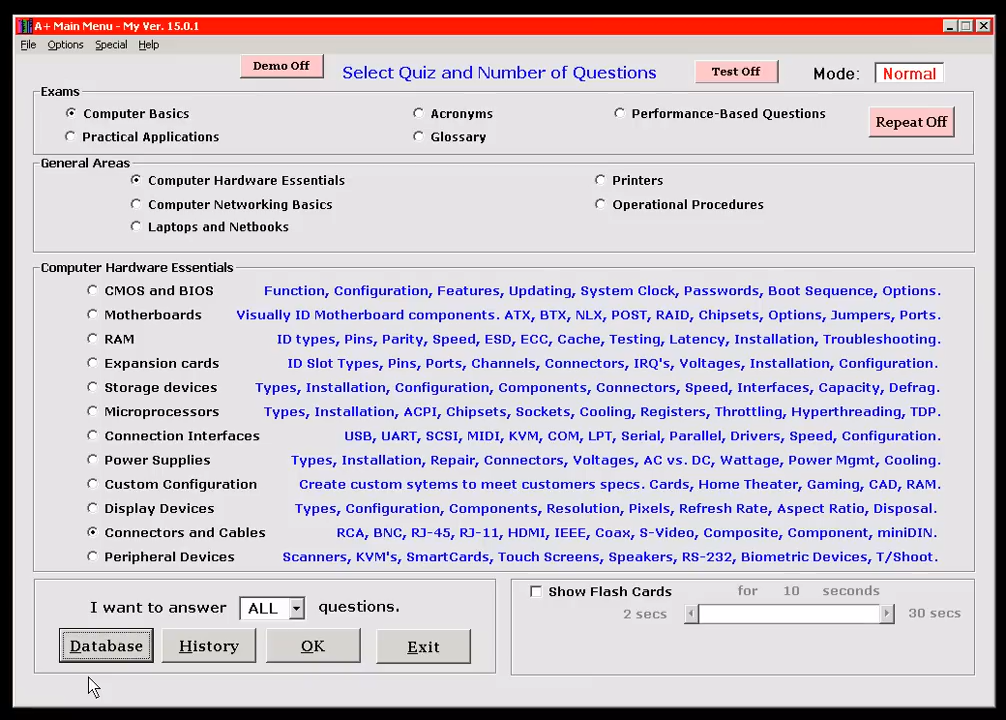 A+ Main Menu - My Ver. 15.0.1
File Options Special Help
Demo Off Select Quiz and Number of Questions Test Off Mode: Normal
Exams
Computer Basics Acronyms Performance-Based Questions Repeat Off
Practical Applications Glossary
General Areas
Computer Hardware Essentials Printers
Computer Networking Basics Operational Procedures
Laptops and Netbooks
Computer Hardware Essentials
CMOS and BIOS Function, Configuration, Features, Updating, System Clock, Passwords, Boot Sequence, Options.
Motherboards Visually ID Motherboard components. ATX, BTX, NLX, POST, RAID, Chipsets, Options, Jumpers, Ports.
RAM ID types, Pins, Parity, Speed, ESD, ECC, Cache, Testing, Latency, Installation, Troubleshooting.
Expansion cards ID Slot Types, Pins, Ports, Channels, Connectors, IRQ's, Voltages, Installation, Configuration.
Storage devices Types, Installation, Configuration, Components, Connectors, Speed, Interfaces, Capacity, Defrag.
Microprocessors Types, Installation, ACPI, Chipsets, Sockets, Cooling, Registers, Throttling, Hyperthreading, TDP.
Connection Interfaces USB, UART, SCSI, MIDI, KVM, COM, LPT, Serial, Parallel, Drivers, Speed, Configuration.
Power Supplies Types, Installation, Repair, Connectors, Voltages, AC vs. DC, Wattage, Power Mgmt, Cooling.
Custom Configuration Create custom sytems to meet customers specs. Cards, Home Theater, Gaming, CAD, RAM.
Display Devices Types, Configuration, Components, Resolution, Pixels, Refresh Rate, Aspect Ratio, Disposal.
Connectors and Cables RCA, BNC, RJ-45, RJ-11, HDMI, IEEE, Coax, S-Video, Composite, Component, miniDIN.
Peripheral Devices Scanners, KVM's, SmartCards, Touch Screens, Speakers, RS-232, Biometric Devices, T/Shoot.
I want to answer ALL questions.
Database History OK Exit
Show Flash Cards for 10 seconds
2 secs 30 secs